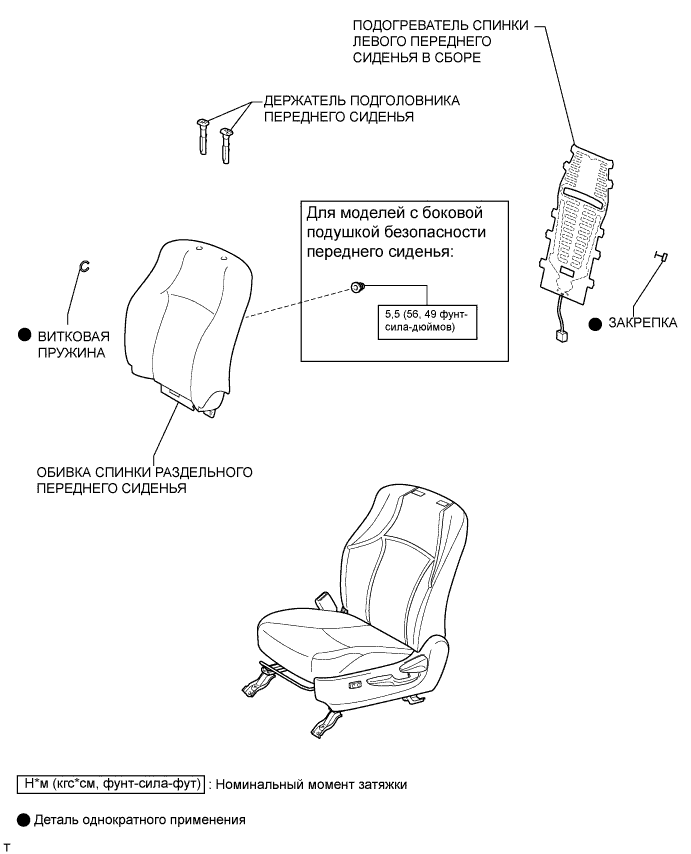 ПОДОГРЕВАТЕЛЬ СПИНКИ
ЛЕВОГО ПЕРЕДНЕГО
СИДЕНЬЯ В СБОРЕ
ДЕРЖАТЕЛЬ ПОДГОЛОВНИКА
ПЕРЕДНЕГО СИДЕНЬЯ
Для моделей с боковой
подушкой безопасности
переднего сиденья:
5,5 (56, 49 фунт-
сила-дюймов)
ВИТКОВАЯ
ПРУЖИНА
ЗАКРЕПКА
ОБИВКА СПИНКИ РАЗДЕЛЬНОГО
ПЕРЕДНЕГО СИДЕНЬЯ
Н*м (кгс*см, фунт-сила-фут) : Номинальный момент затяжки
Деталь однократного применения
T